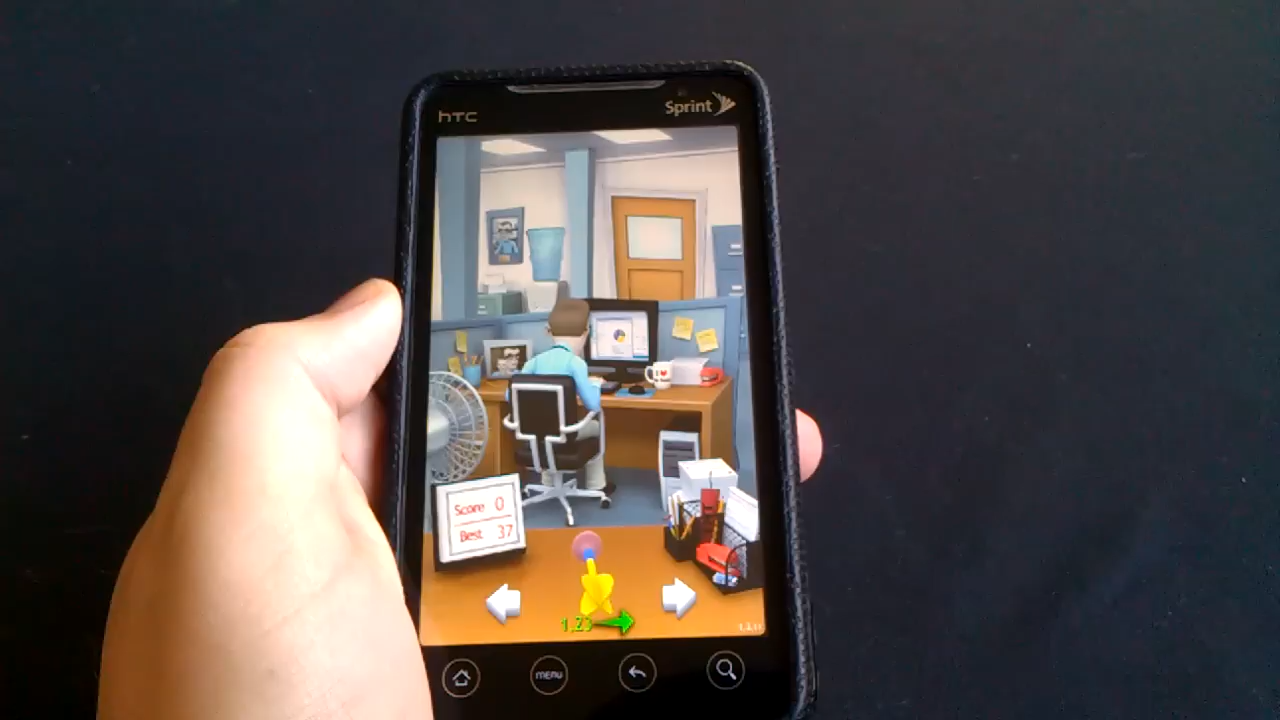 hTC
Sprint
I ♥
Score 0
Best 37
1.23
MENU